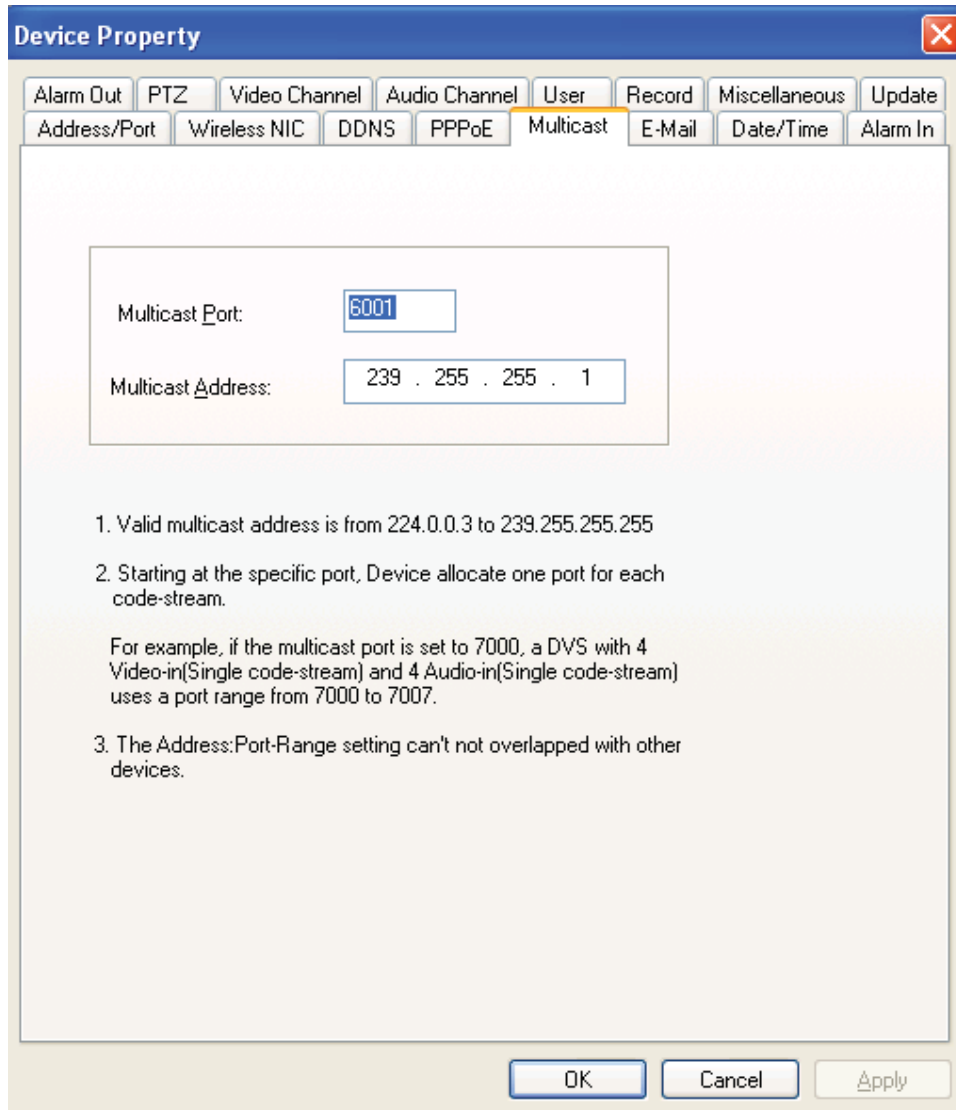 Device Property
Alarm Out PTZ Video Channel Audio Channel User Record Miscellaneous Update
Address/Port Wireless NIC DDNS PPPoE Multicast E-Mail Date/Time Alarm In
Multicast Port: 6001
Multicast Address: 239 . 255 . 255 . 1
1. Valid multicast address is from 224.0.0.3 to 239.255.255.255
2. Starting at the specific port, Device allocate one port for each
code-stream.
For example, if the multicast port is set to 7000, a DVS with 4
Video-in(Single code-stream) and 4 Audio-in(Single code-stream)
uses a port range from 7000 to 7007.
3. The Address:Port-Range setting can't not overlapped with other
devices.
OK Cancel Apply